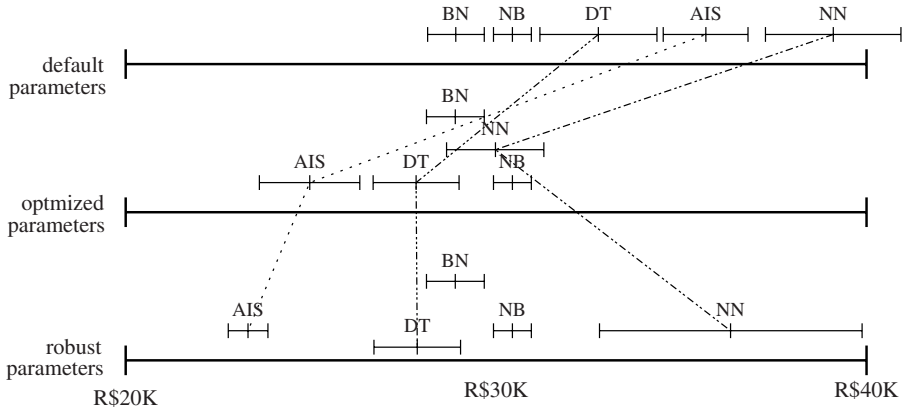 BN NB DT AIS NN
default
parameters
BN
NN
AIS DT NB
optmized
parameters
BN
AIS NB NN
DT
robust
parameters
R$20K R$30K R$40K